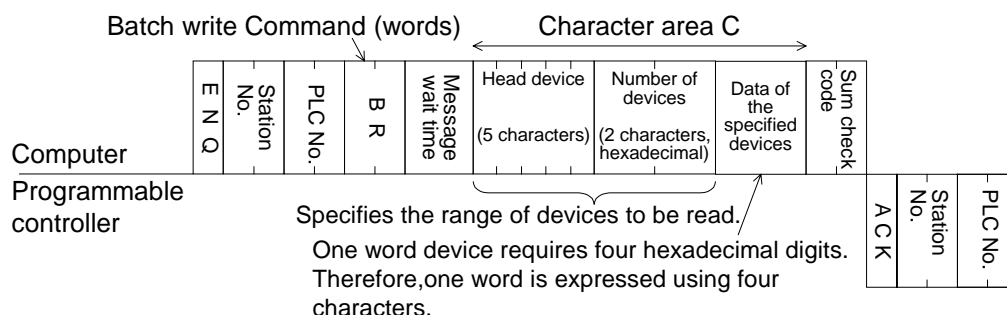 Batch write Command (words)
Character area C
E N Q
Station No.
PLC No.
B R
Message wait time
Head device
(5 characters)
Number of devices
(2 characters, hexadecimal)
Data of the specified devices
Sum check code
Computer
Programmable controller
Specifies the range of devices to be read.
One word device requires four hexadecimal digits.
Therefore,one word is expressed using four
characters.
A C K
Station No.
PLC No.